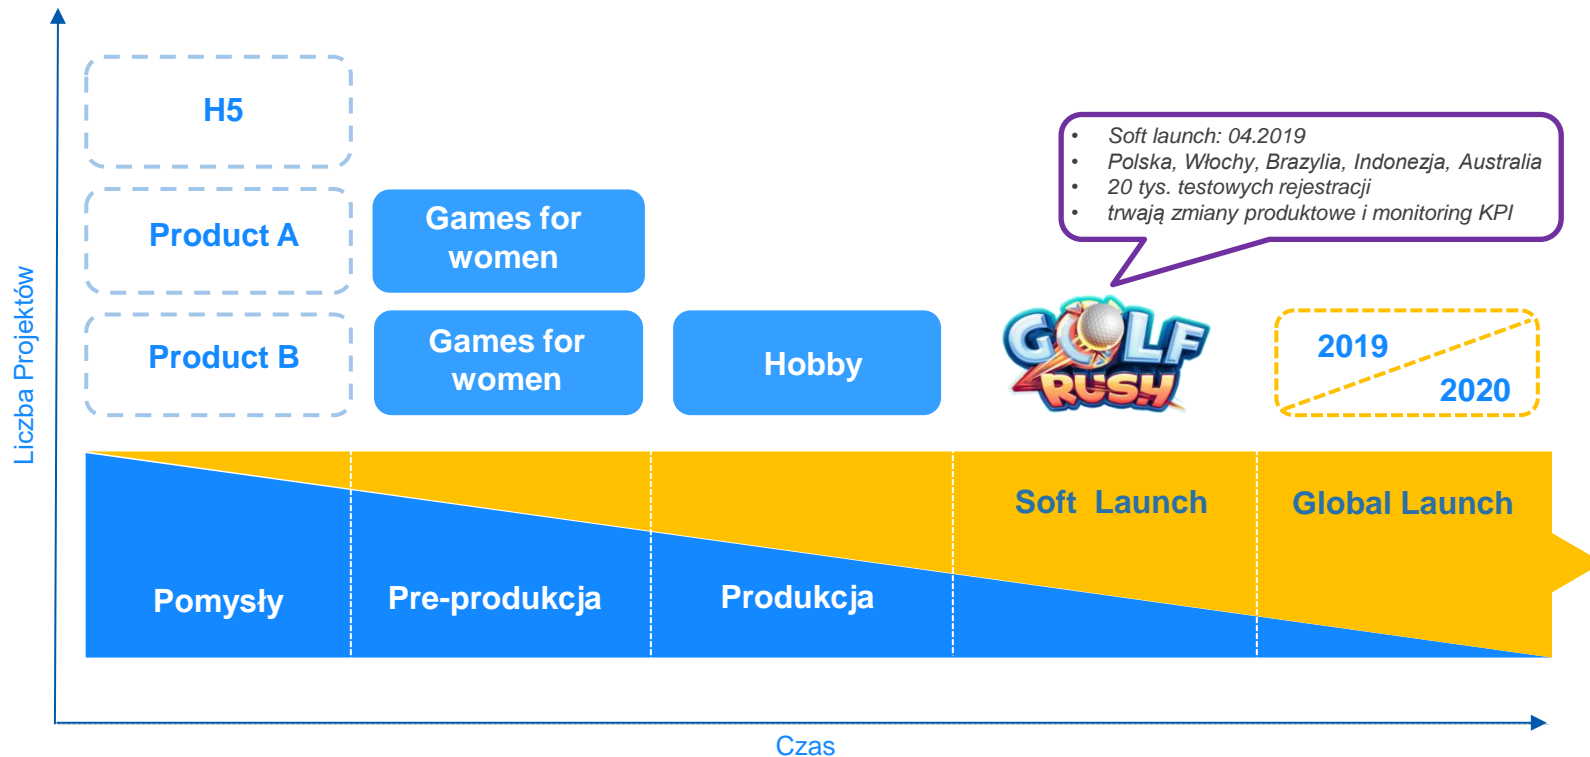 H5
Product A
Product B
Games for
women
Games for
women
Hobby
• Soft launch: 04.2019
• Polska, Włochy, Brazylia, Indonezja, Australia
• 20 tys. testowych rejestracji
• trwają zmiany produktowe i monitoring KPI
GOLF
RUSH
2019
2020
Liczba Projektów
Pomysły
Pre-produkcja
Produkcja
Soft Launch
Global Launch
Czas